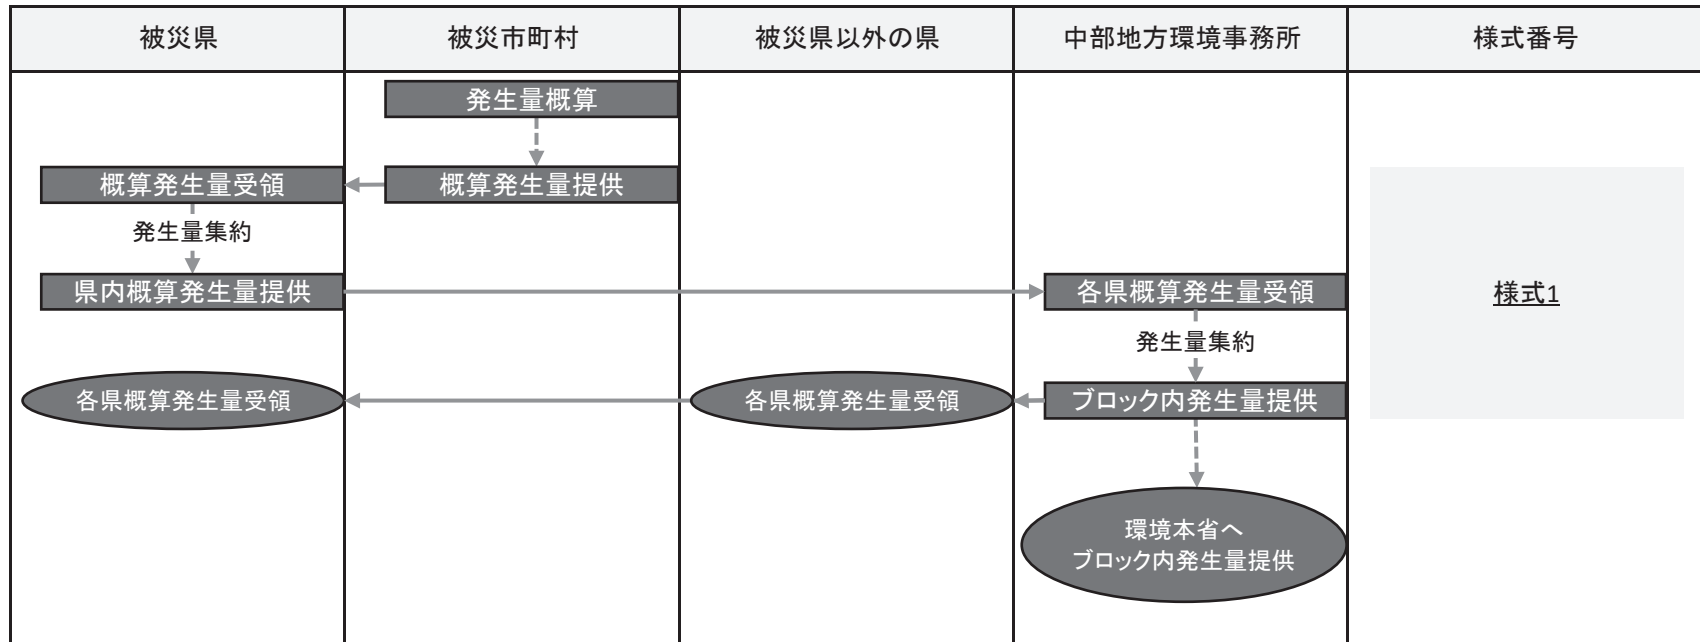 被災県
被災市町村
被災県以外の県
中部地方環境事務所
様式番号
発生量概算
概算発生量受領
概算発生量提供
発生量集約
県内概算発生量提供
各県概算発生量受領
様式1
発生量集約
各県概算発生量受領
各県概算発生量受領
ブロック内発生量提供
環境本省へ
ブロック内発生量提供